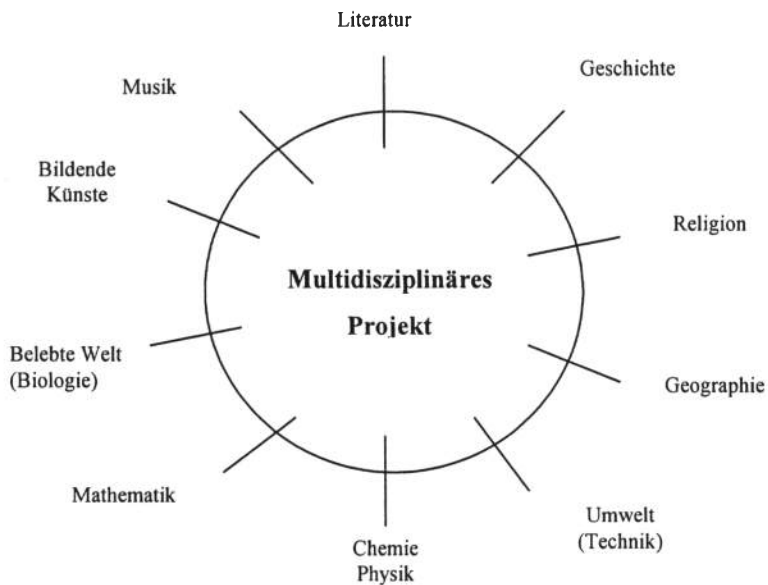 Literatur
Geschichte
Musik
Bildende
Künste
Religion
Multidisziplinäres
Projekt
Belebte Welt
(Biologie)
Geographie
Mathematik
Umwelt
(Technik)
Chemie
Physik